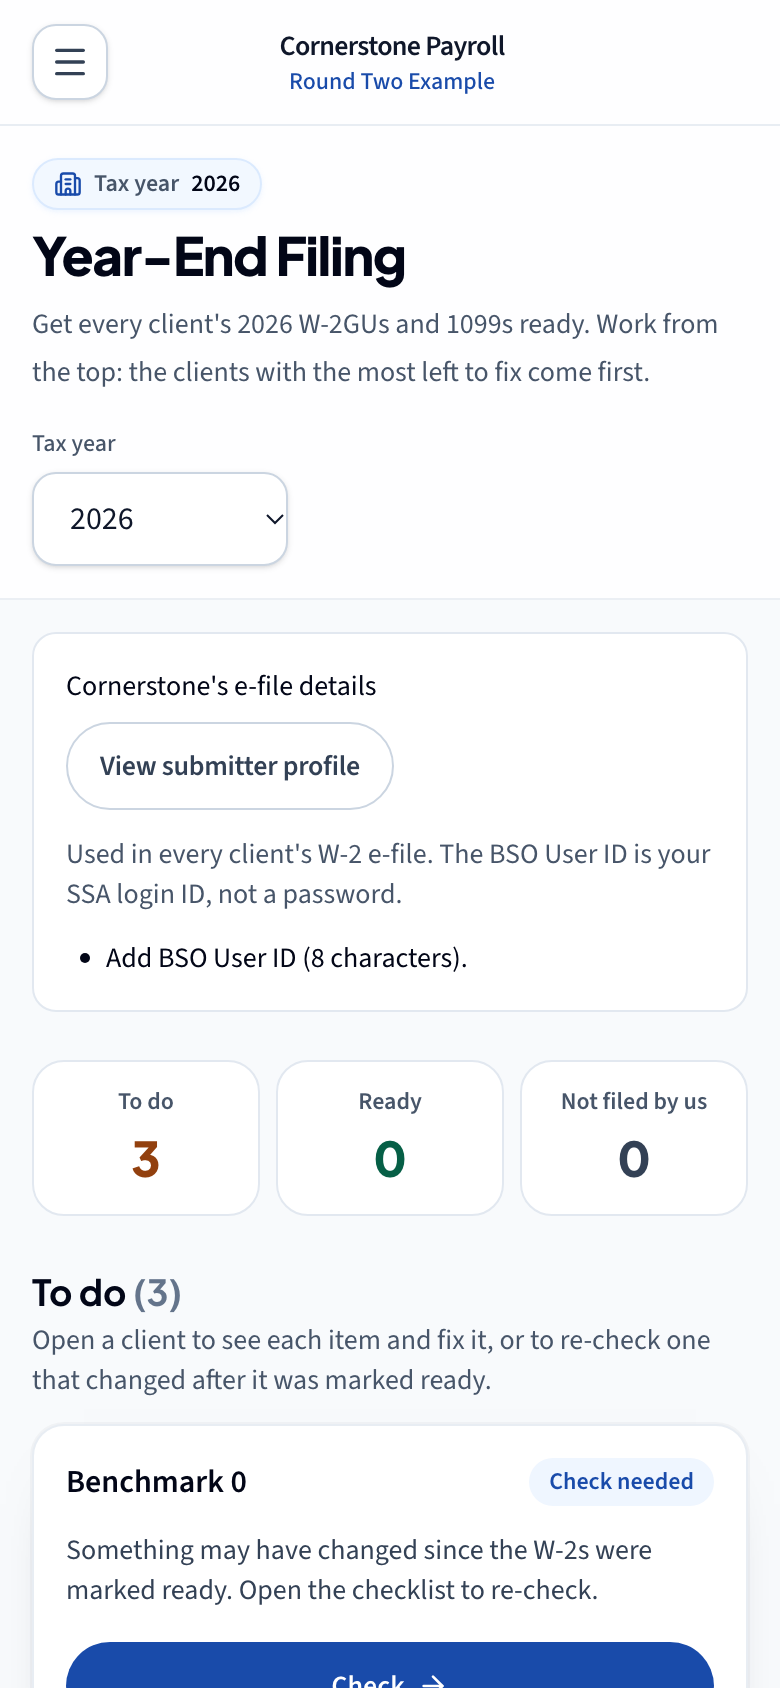 Cornerstone Payroll
Round Two Example
Tax year 2026
Year-End Filing
Get every client's 2026 W-2GUs and 1099s ready. Work from
the top: the clients with the most left to fix come first.
Tax year
2026
Cornerstone's e-file details
View submitter profile
Used in every client's W-2 e-file. The BSO User ID is your
SSA login ID, not a password.
• Add BSO User ID (8 characters).
To do
3
Ready
0
Not filed by us
0
To do (3)
Open a client to see each item and fix it, or to re-check one
that changed after it was marked ready.
Benchmark 0
Check needed
Something may have changed since the W-2s were
marked ready. Open the checklist to re-check.
Check →